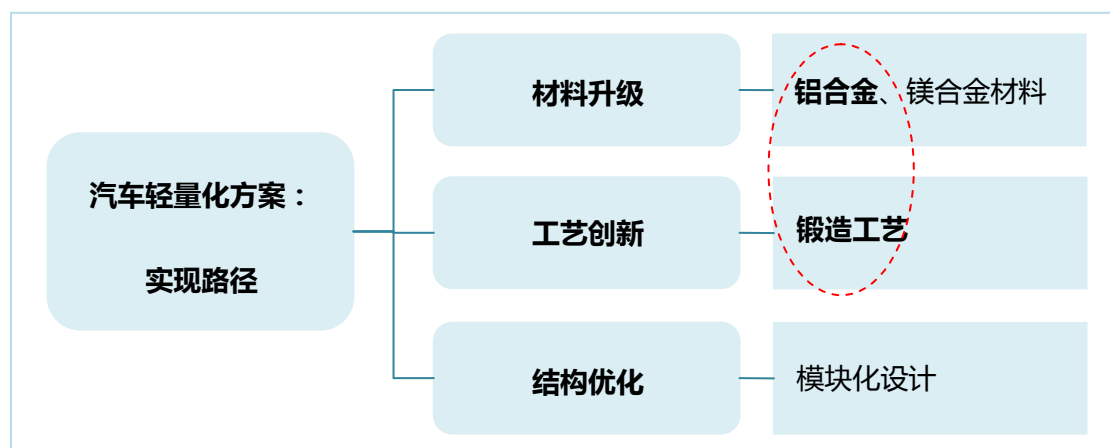 汽车轻量化方案：
实现路径
材料升级
铝合金、镁合金材料
工艺创新
锻造工艺
结构优化
模块化设计